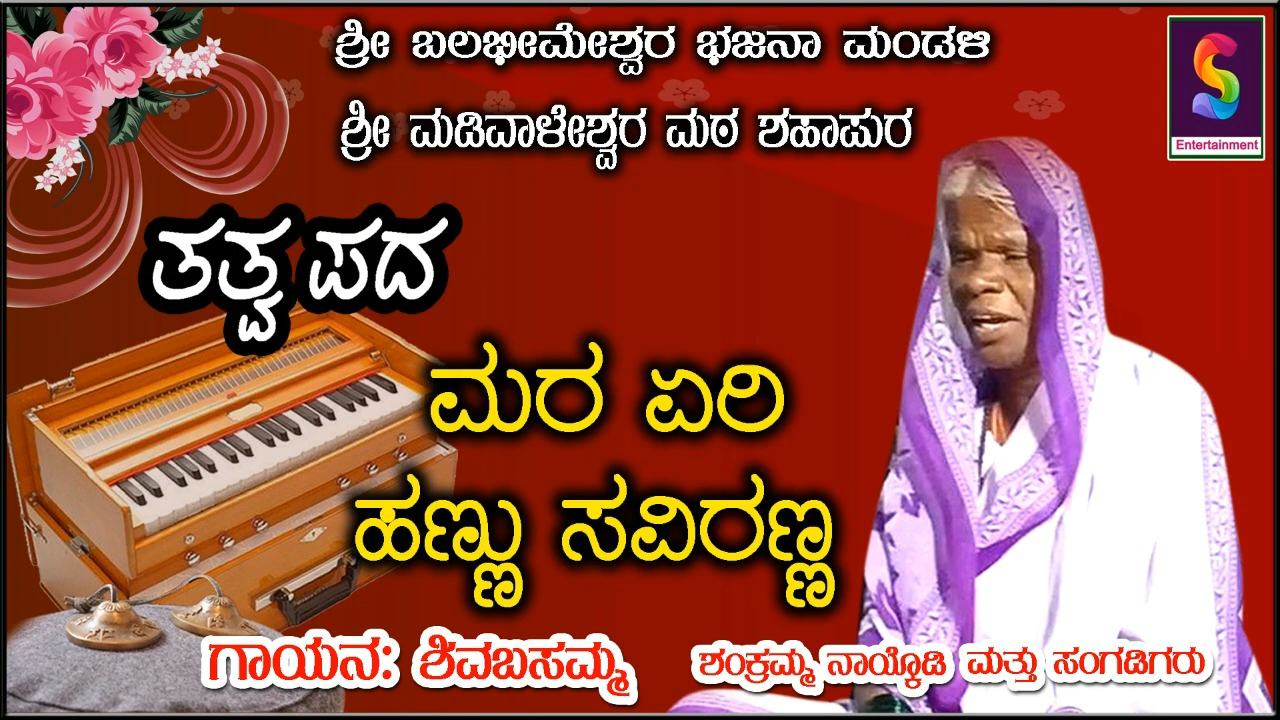 ಶ್ರೀ ಬಲಭೀಮೇಶ್ವರ ಭಜನಾ ಮಂಡಳಿ
ಶ್ರೀ ಮಡಿವಾಳೇಶ್ವರ ಮಠ ಶಹಾಪುರ
S
Entertainment
ತತ್ವ ಪದ
ಮರ ಏರಿ
ಹಣ್ಣು ಸವಿರಣ್ಣ
ಗಾಯನ: ಶಿವಬಸಮ್ಮ
ಶಂಕ್ರಮ್ಮ ನಾಯ್ಕೊಡಿ ಮತ್ತು ಸಂಗಡಿಗರು